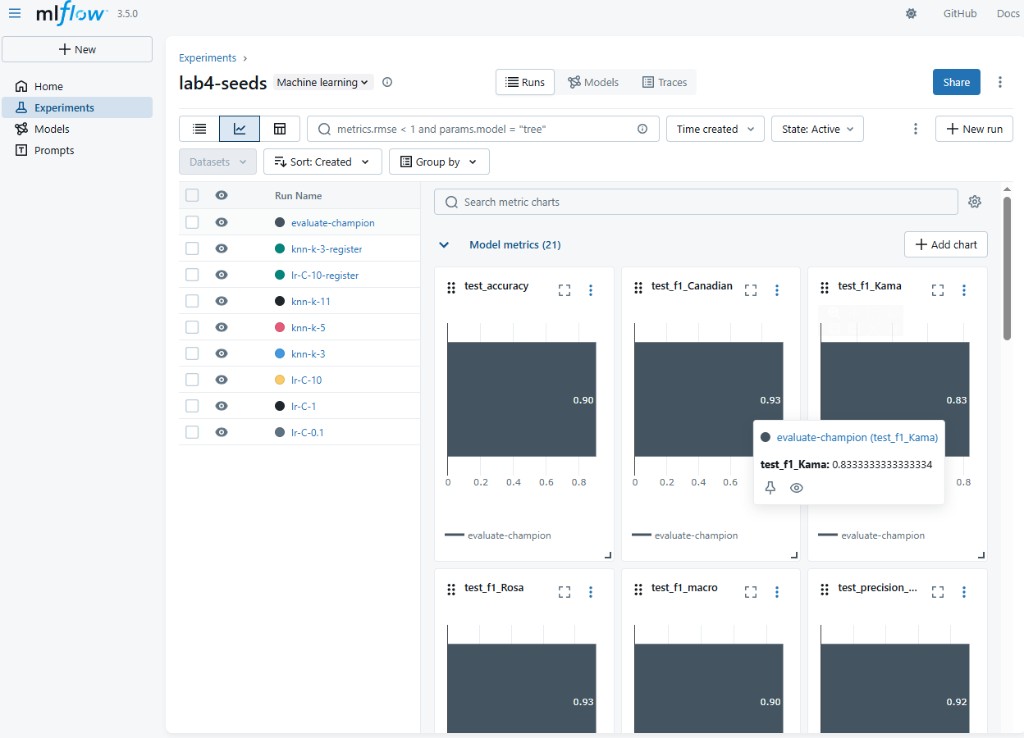 mlflow 3.5.0
GitHub
Docs
New
Home
Experiments
Models
Prompts
Experiments
lab4-seeds Machine learning
Runs
Models
Traces
Share
metrics.rmse < 1 and params.model = "tree"
Time created
State: Active
New run
Datasets
Sort: Created
Group by
Run Name
evaluate-champion
knn-k-3-register
lr-C-10-register
knn-k-11
knn-k-5
knn-k-3
lr-C-10
lr-C-1
lr-C-0.1
Search metric charts
Model metrics (21)
Add chart
test_accuracy
0.90
0 0.2 0.4 0.6 0.8
evaluate-champion
test_f1_Canadian
0.93
0 0.2 0.4 0.6
evaluate-champion
test_f1_Kama
0.83
0.8
evaluate-champion
evaluate-champion (test_f1_Kama)
test_f1_Kama: 0.8333333333333334
test_f1_Rosa
0.93
test_f1_macro
0.90
test_precision_...
0.92